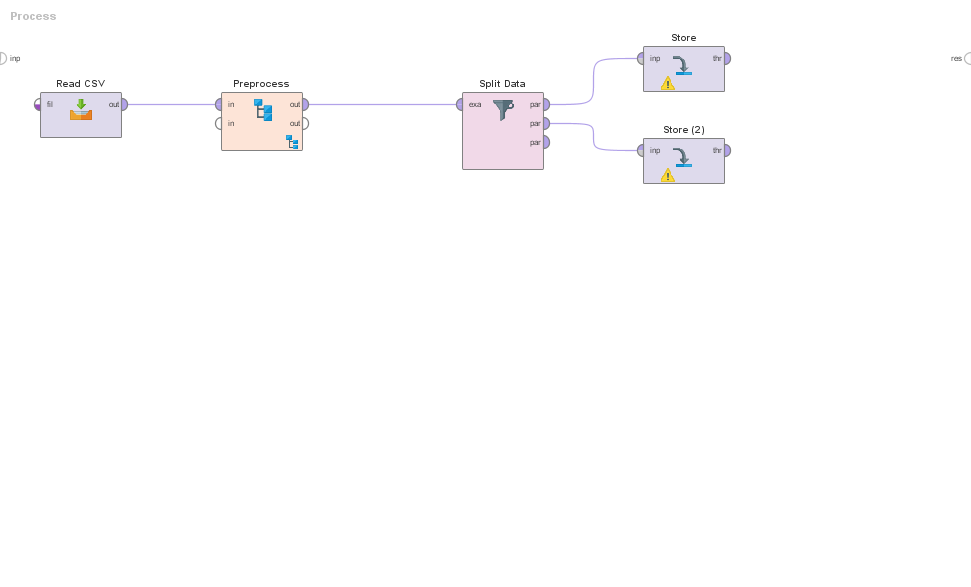 Process
inp
res
Read CSV
fil out
Preprocess
in out
in out
Split Data
exa par
par
par
Store
inp thr
Store (2)
inp thr